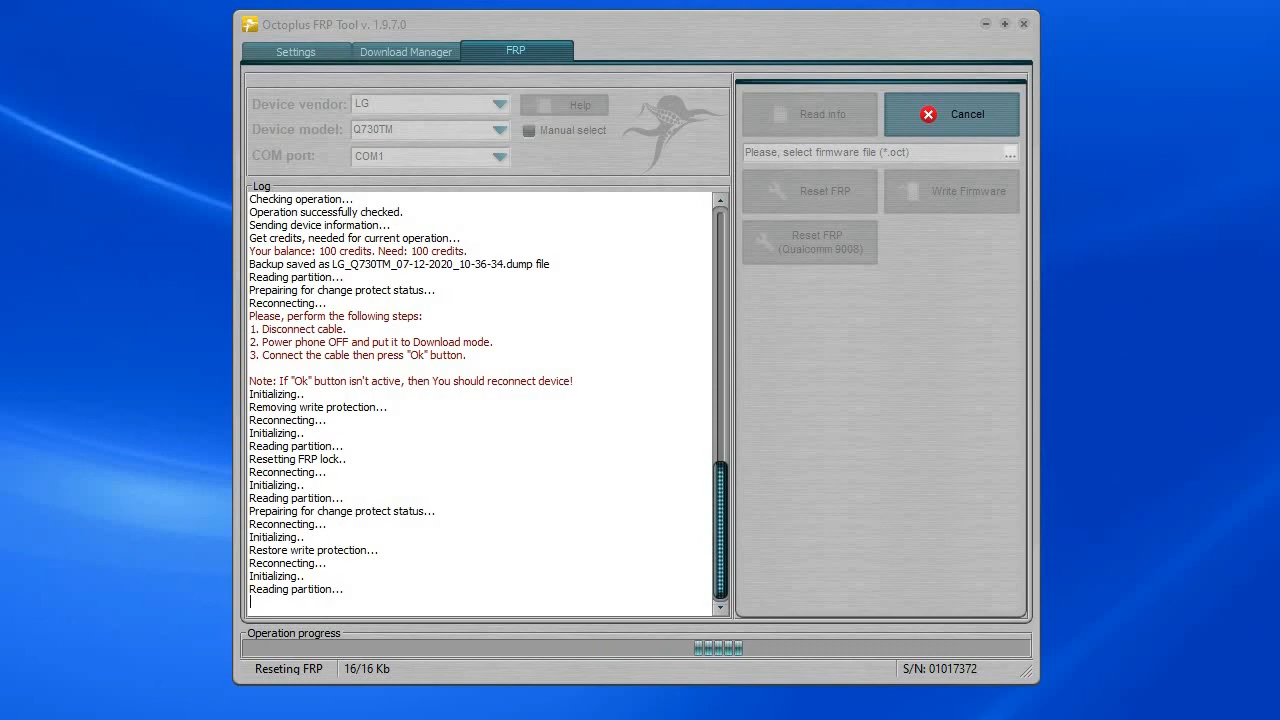 Octoplus FRP Tool v. 1.9.7.0
Settings
Download Manager
FRP
Device vendor: LG
Help
Device model: Q730TM
Manual select
COM port: COM1
Read info
Cancel
Please, select firmware file (*.oct)
...
Reset FRP
Write Firmware
Reset FRP
(Qualcomm 9008)
Log
Checking operation...
Operation successfully checked.
Sending device information...
Get credits, needed for current operation...
Your balance: 100 credits. Need: 100 credits.
Backup saved as LG_Q730TM_07-12-2020_10-36-34.dump file
Reading partition...
Prepairing for change protect status...
Reconnecting...
Please, perform the following steps:
1. Disconnect cable.
2. Power phone OFF and put it to Download mode.
3. Connect the cable then press "Ok" button.
Note: If "Ok" button isn't active, then You should reconnect device!
Initializing..
Removing write protection...
Reconnecting...
Initializing..
Reading partition...
Resetting FRP lock..
Reconnecting...
Initializing..
Reading partition...
Prepairing for change protect status...
Reconnecting...
Initializing..
Restore write protection...
Reconnecting...
Initializing..
Reading partition...
Operation progress
Reseting FRP
16/16 Kb
S/N: 01017372